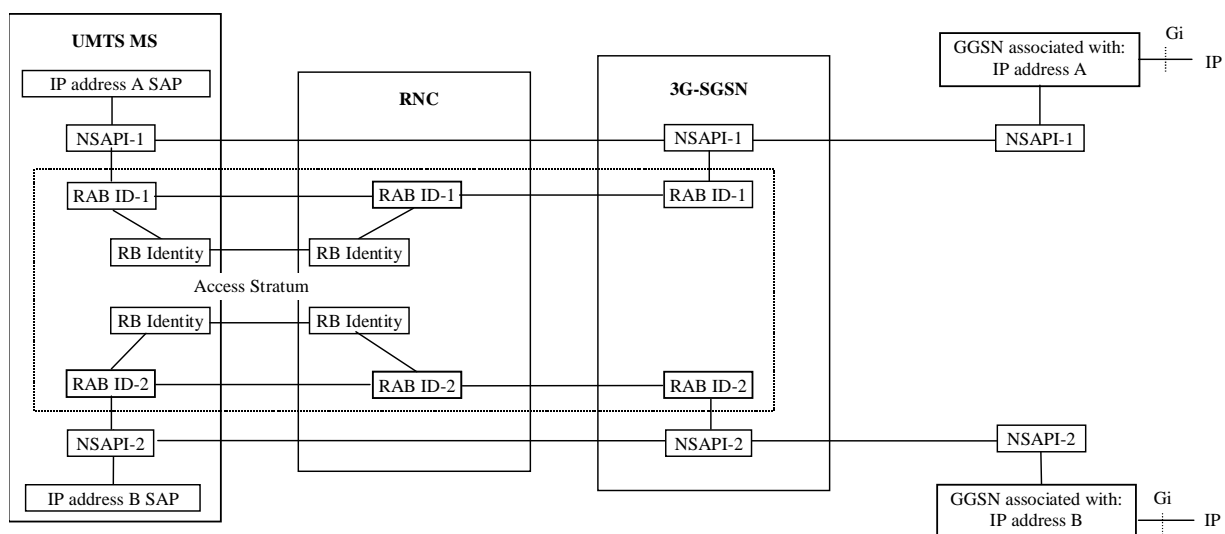 UMTS MS
IP address A SAP
NSAPI-1
RAB ID-1
RB Identity
RNC
RAB ID-1
RB Identity
3G-SGSN
NSAPI-1
RAB ID-1
GGSN associated with:
IP address A
Gi
IP
NSAPI-1
Access Stratum
RB Identity
RAB ID-2
NSAPI-2
IP address B SAP
RB Identity
RAB ID-2
RAB ID-2
NSAPI-2
NSAPI-2
GGSN associated with:
IP address B
Gi
IP